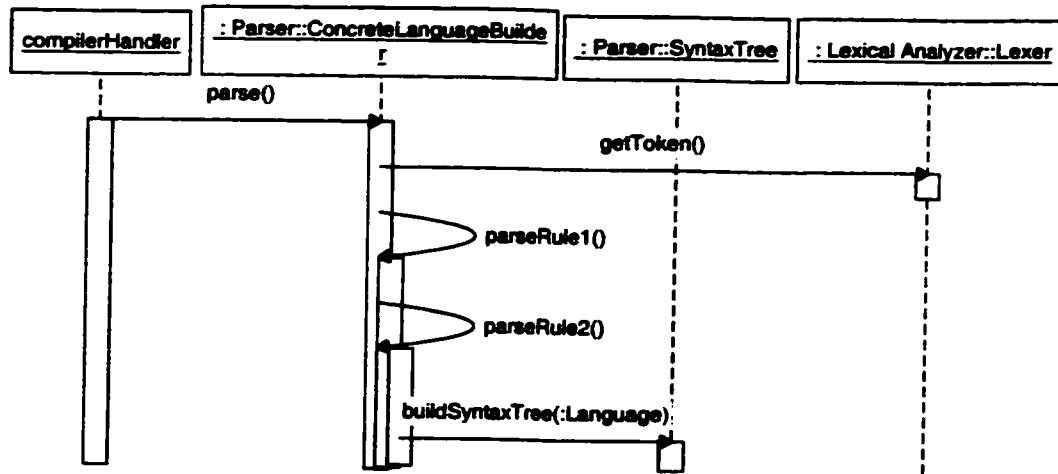 compilerHandler
: Parser::ConcreteLanguageBuilde
r
: Parser::SyntaxTree
: Lexical Analyzer::Lexer
parse()
getToken()
parseRule1()
parseRule2()
buildSyntaxTree(:Language)